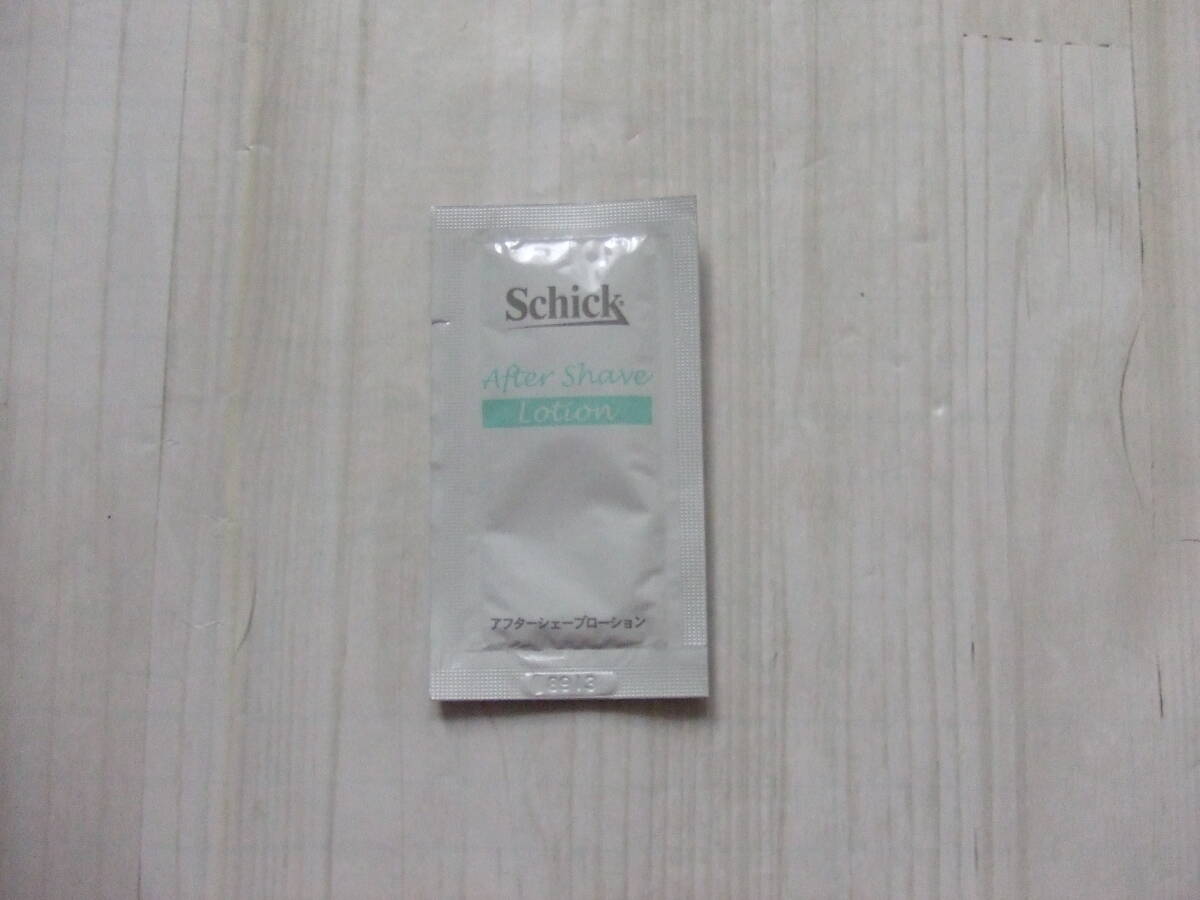 Schick
After Shave
Lotion
アフターシェーブローション